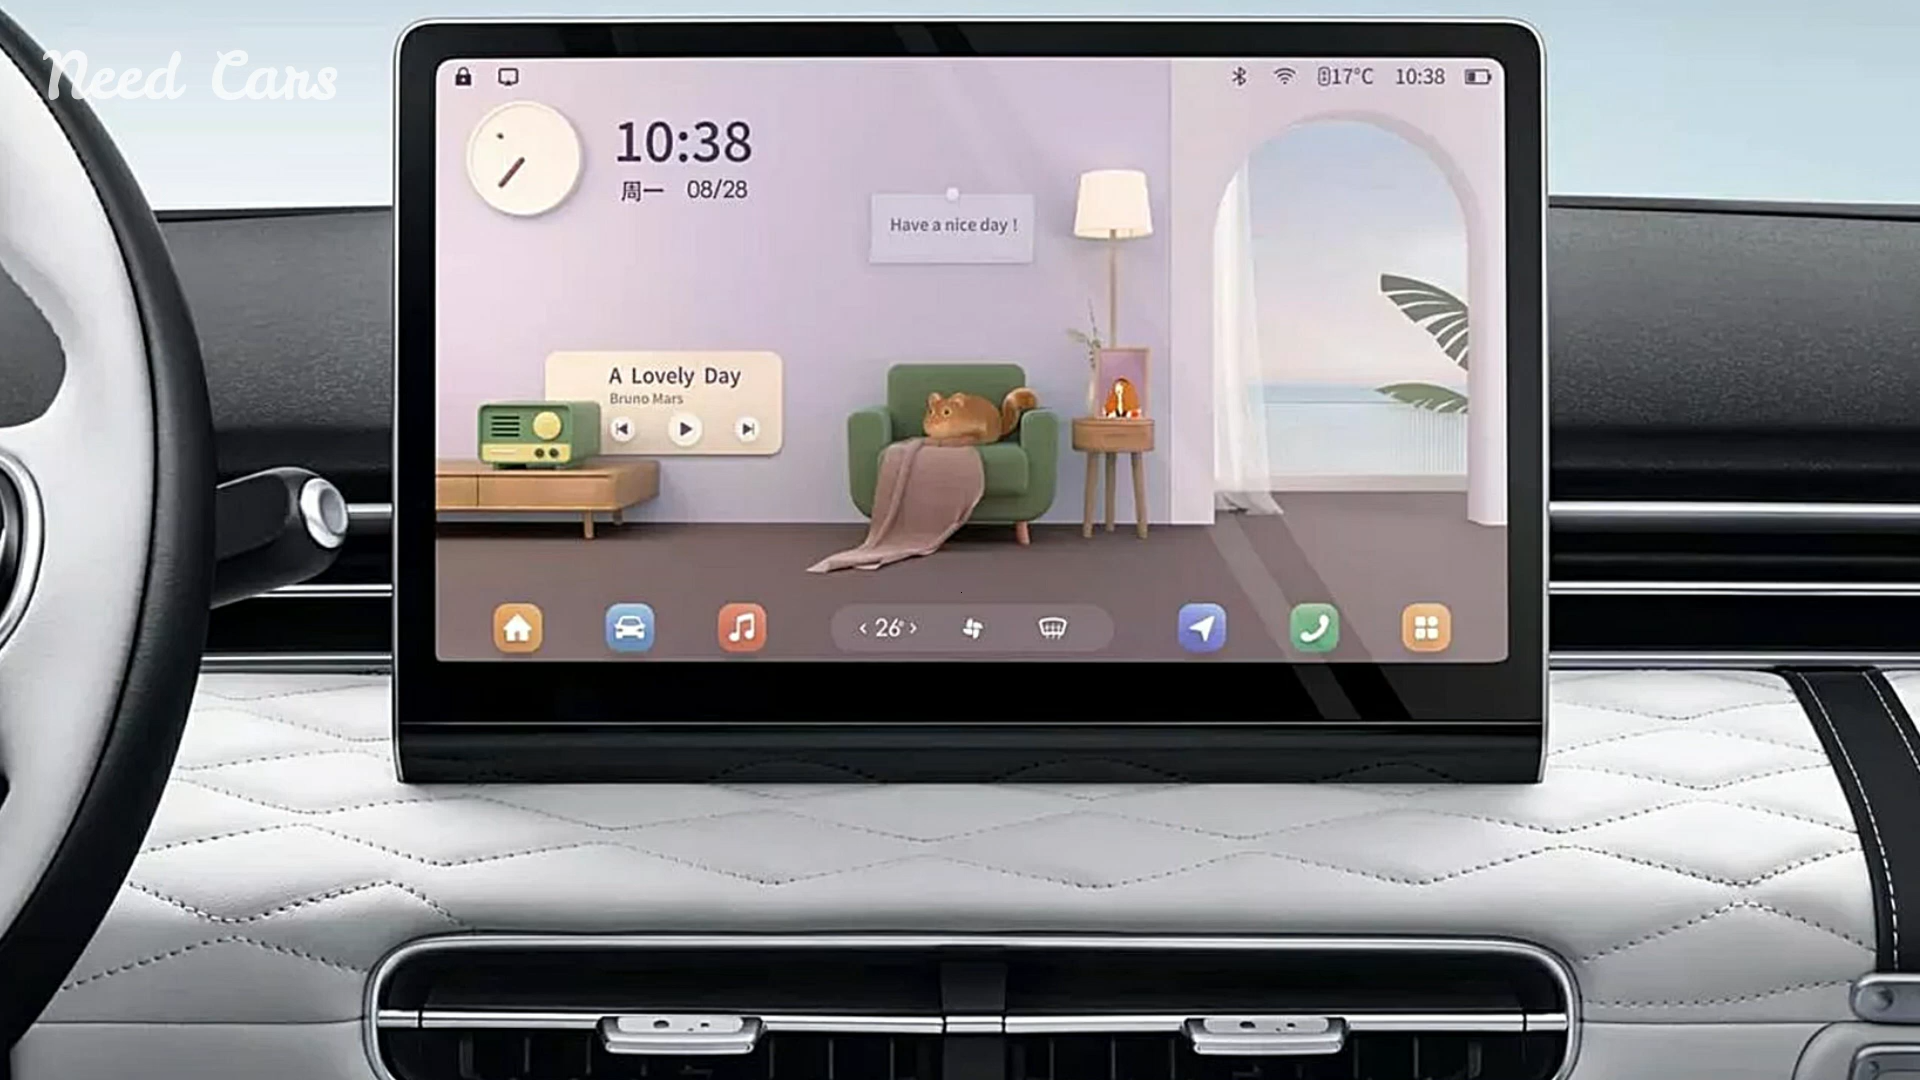 Need Cars
17°C 10:38
10:38
周一 08/28
Have a nice day !
A Lovely Day
Bruno Mars
< 26° >